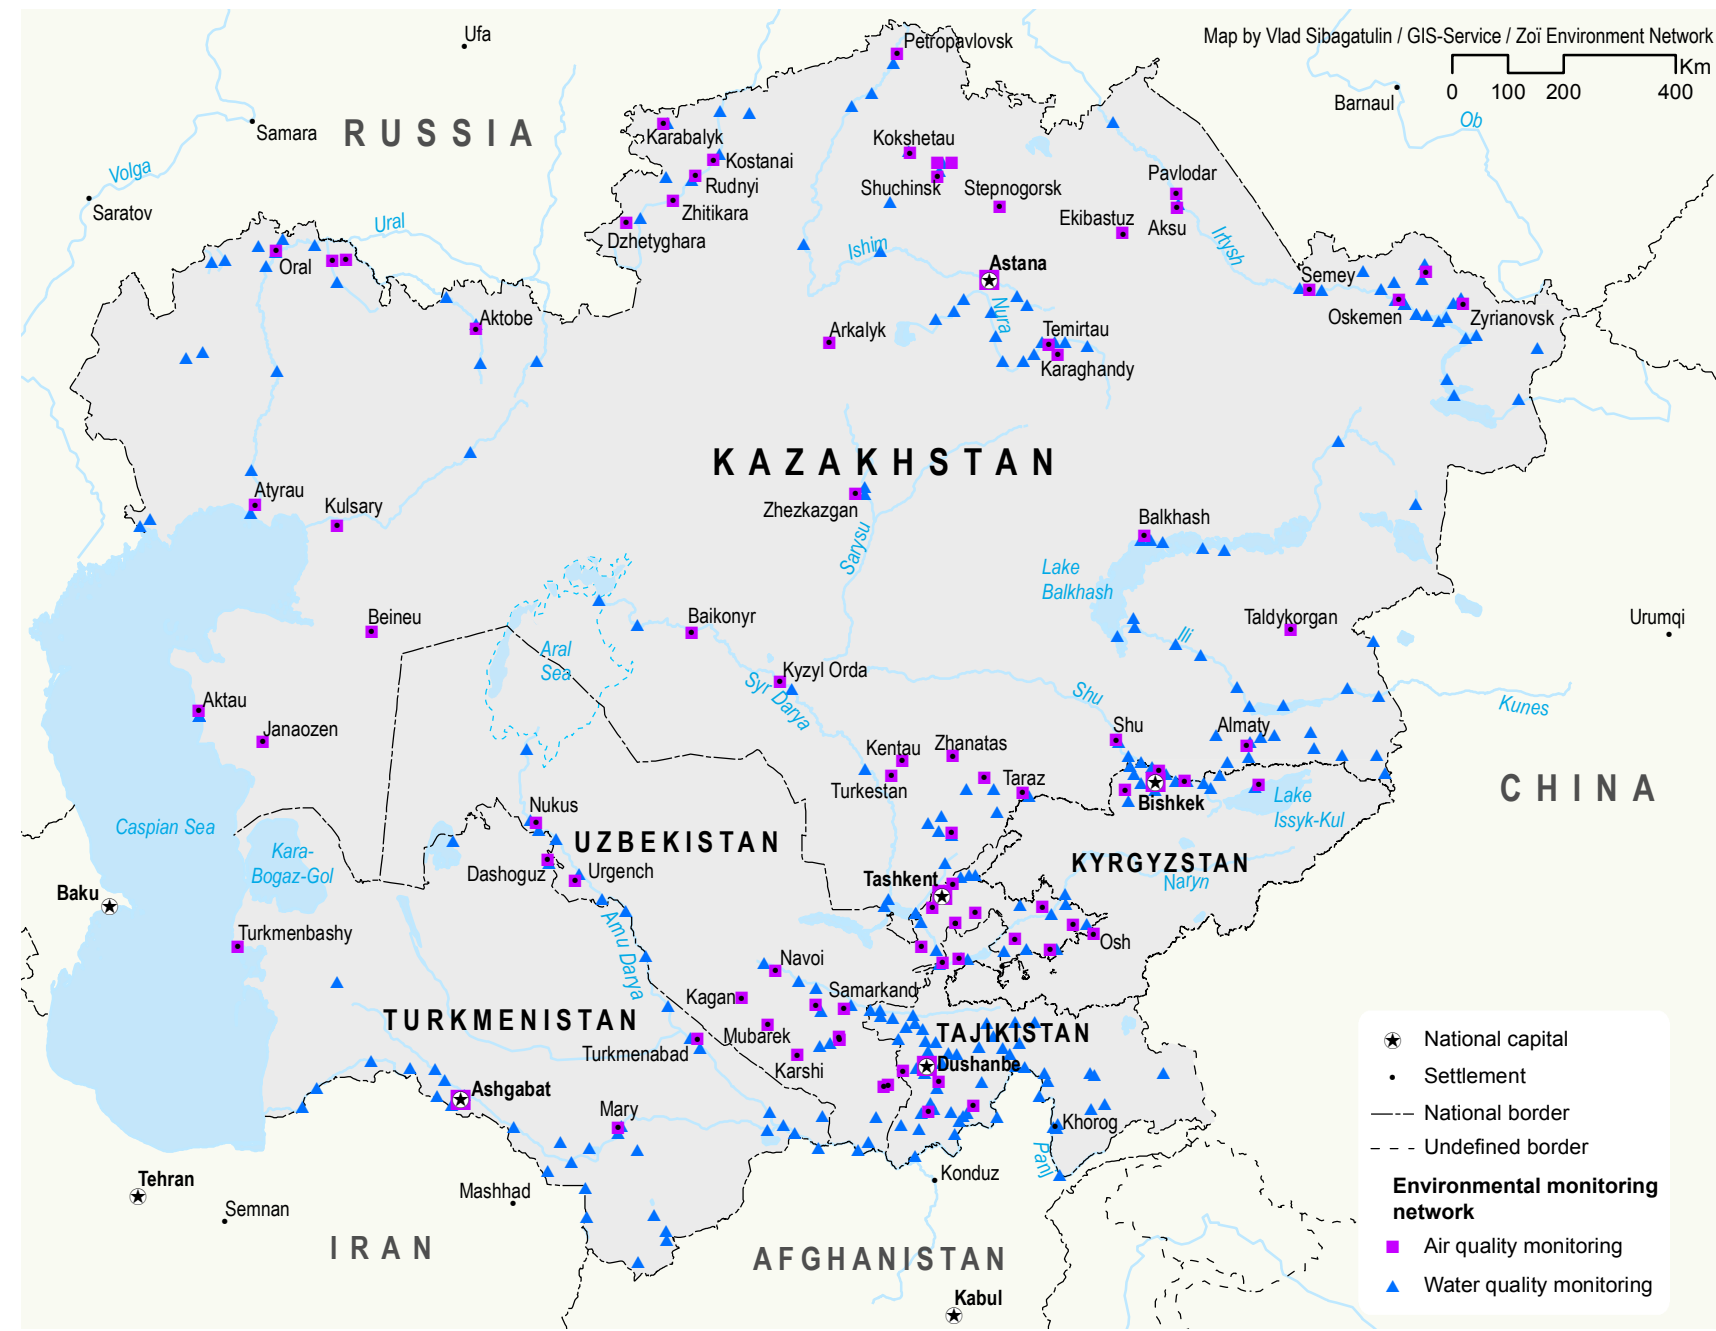 Map by Vlad Sibagatulin / GIS-Service / Zoï Environment Network
Km
0 100 200 400
Ufa
Petropavlovsk
Barnaul
Ob
Samara
RUSSIA
Karabalyk
Kokshetau
Kostanai
Volga
Rudnyi
Shuchinsk
Stepnogorsk
Pavlodar
Saratov
Zhitikara
Ekibastuz
Aksu
Ural
Dzhetyghara
Ishim
Irtysh
Oral
Astana
Semey
Nura
Aktobe
Arkalyk
Temirtau
Oskemen
Zyrianovsk
Karaghandy
KAZAKHSTAN
Atyrau
Kulsary
Zhezkazgan
Balkhash
Sarysu
Lake
Balkhash
Beineu
Baikonyr
Taldykorgan
Urumqi
Ili
Aral
Sea
Kyzyl Orda
Syr Darya
Shu
Kunes
Aktau
Janaozen
Shu
Almaty
Kentau
Zhanatas
Turkestan
Taraz
CHINA
Bishkek
Lake
Issyk-Kul
Nukus
Caspian Sea
UZBEKISTAN
Kara-
Bogaz-Gol
KYRGYZSTAN
Dashoguz
Urgench
Tashkent
Naryn
Baku
Amu Darya
Turkmenbashy
Osh
Navoi
Kagan
Samarkand
TURKMENISTAN
Mubarek
TAJIKISTAN
Turkmenabad
Karshi
Dushanbe
Ashgabat
Mary
Khorog
Panj
Tehran
Mashhad
Konduz
Semnan
IRAN
AFGHANISTAN
Kabul
National capital
Settlement
National border
Undefined border
Environmental monitoring
network
Air quality monitoring
Water quality monitoring